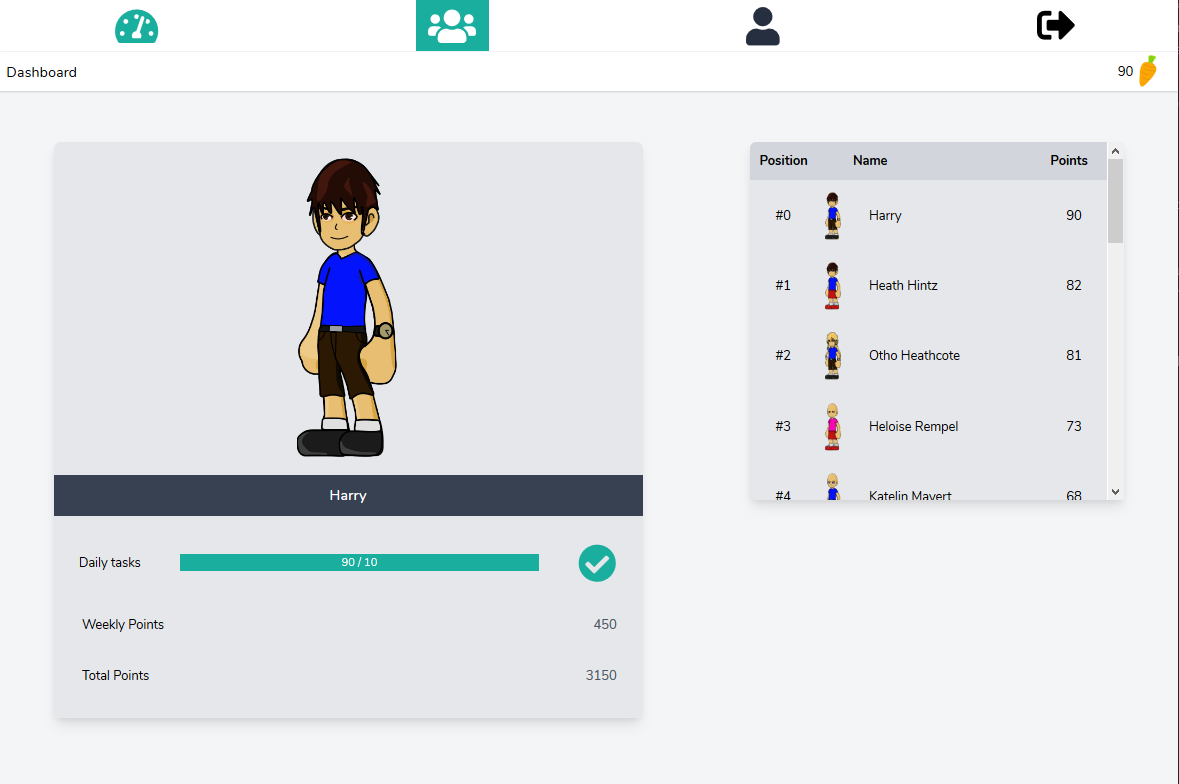 Dashboard
90
Harry
Daily tasks 90 / 10
Weekly Points 450
Total Points 3150
Position Name Points
#0 Harry 90
#1 Heath Hintz 82
#2 Otho Heathcote 81
#3 Heloise Rempel 73
#4 Katelin Mayert 68